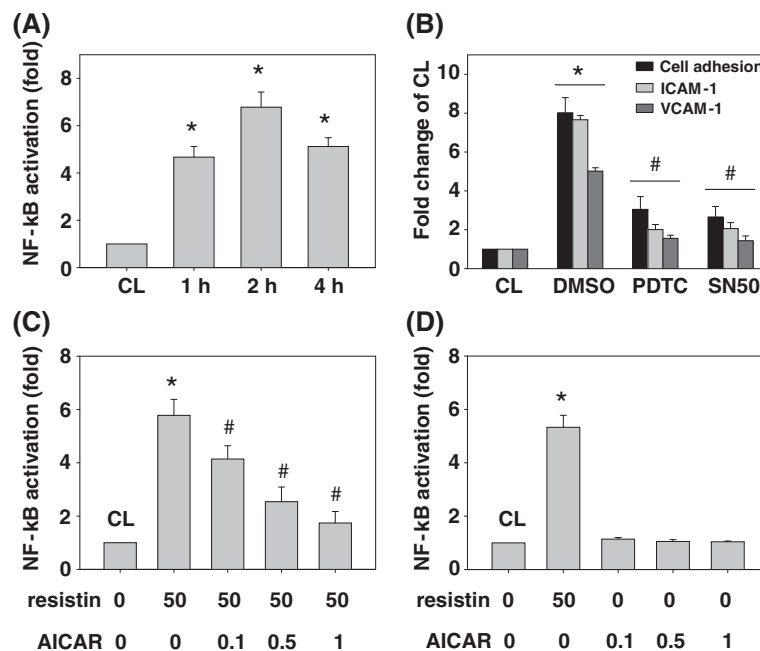 (A)
NF-kB activation (fold)
8
6
4
2
0
*
*
*
CL 1 h 2 h 4 h
(B)
Fold change of CL
10
8
6
4
2
0
Cell adhesion
ICAM-1
VCAM-1
*
#
#
CL DMSO PDTC SN50
(C)
NF-kB activation (fold)
8
6
4
2
0
CL
*
#
#
#
resistin 0 50 50 50 50
AICAR 0 0 0.1 0.5 1
(D)
NF-kB activation (fold)
8
6
4
2
0
CL
*
resistin 0 50 0 0 0
AICAR 0 0 0.1 0.5 1